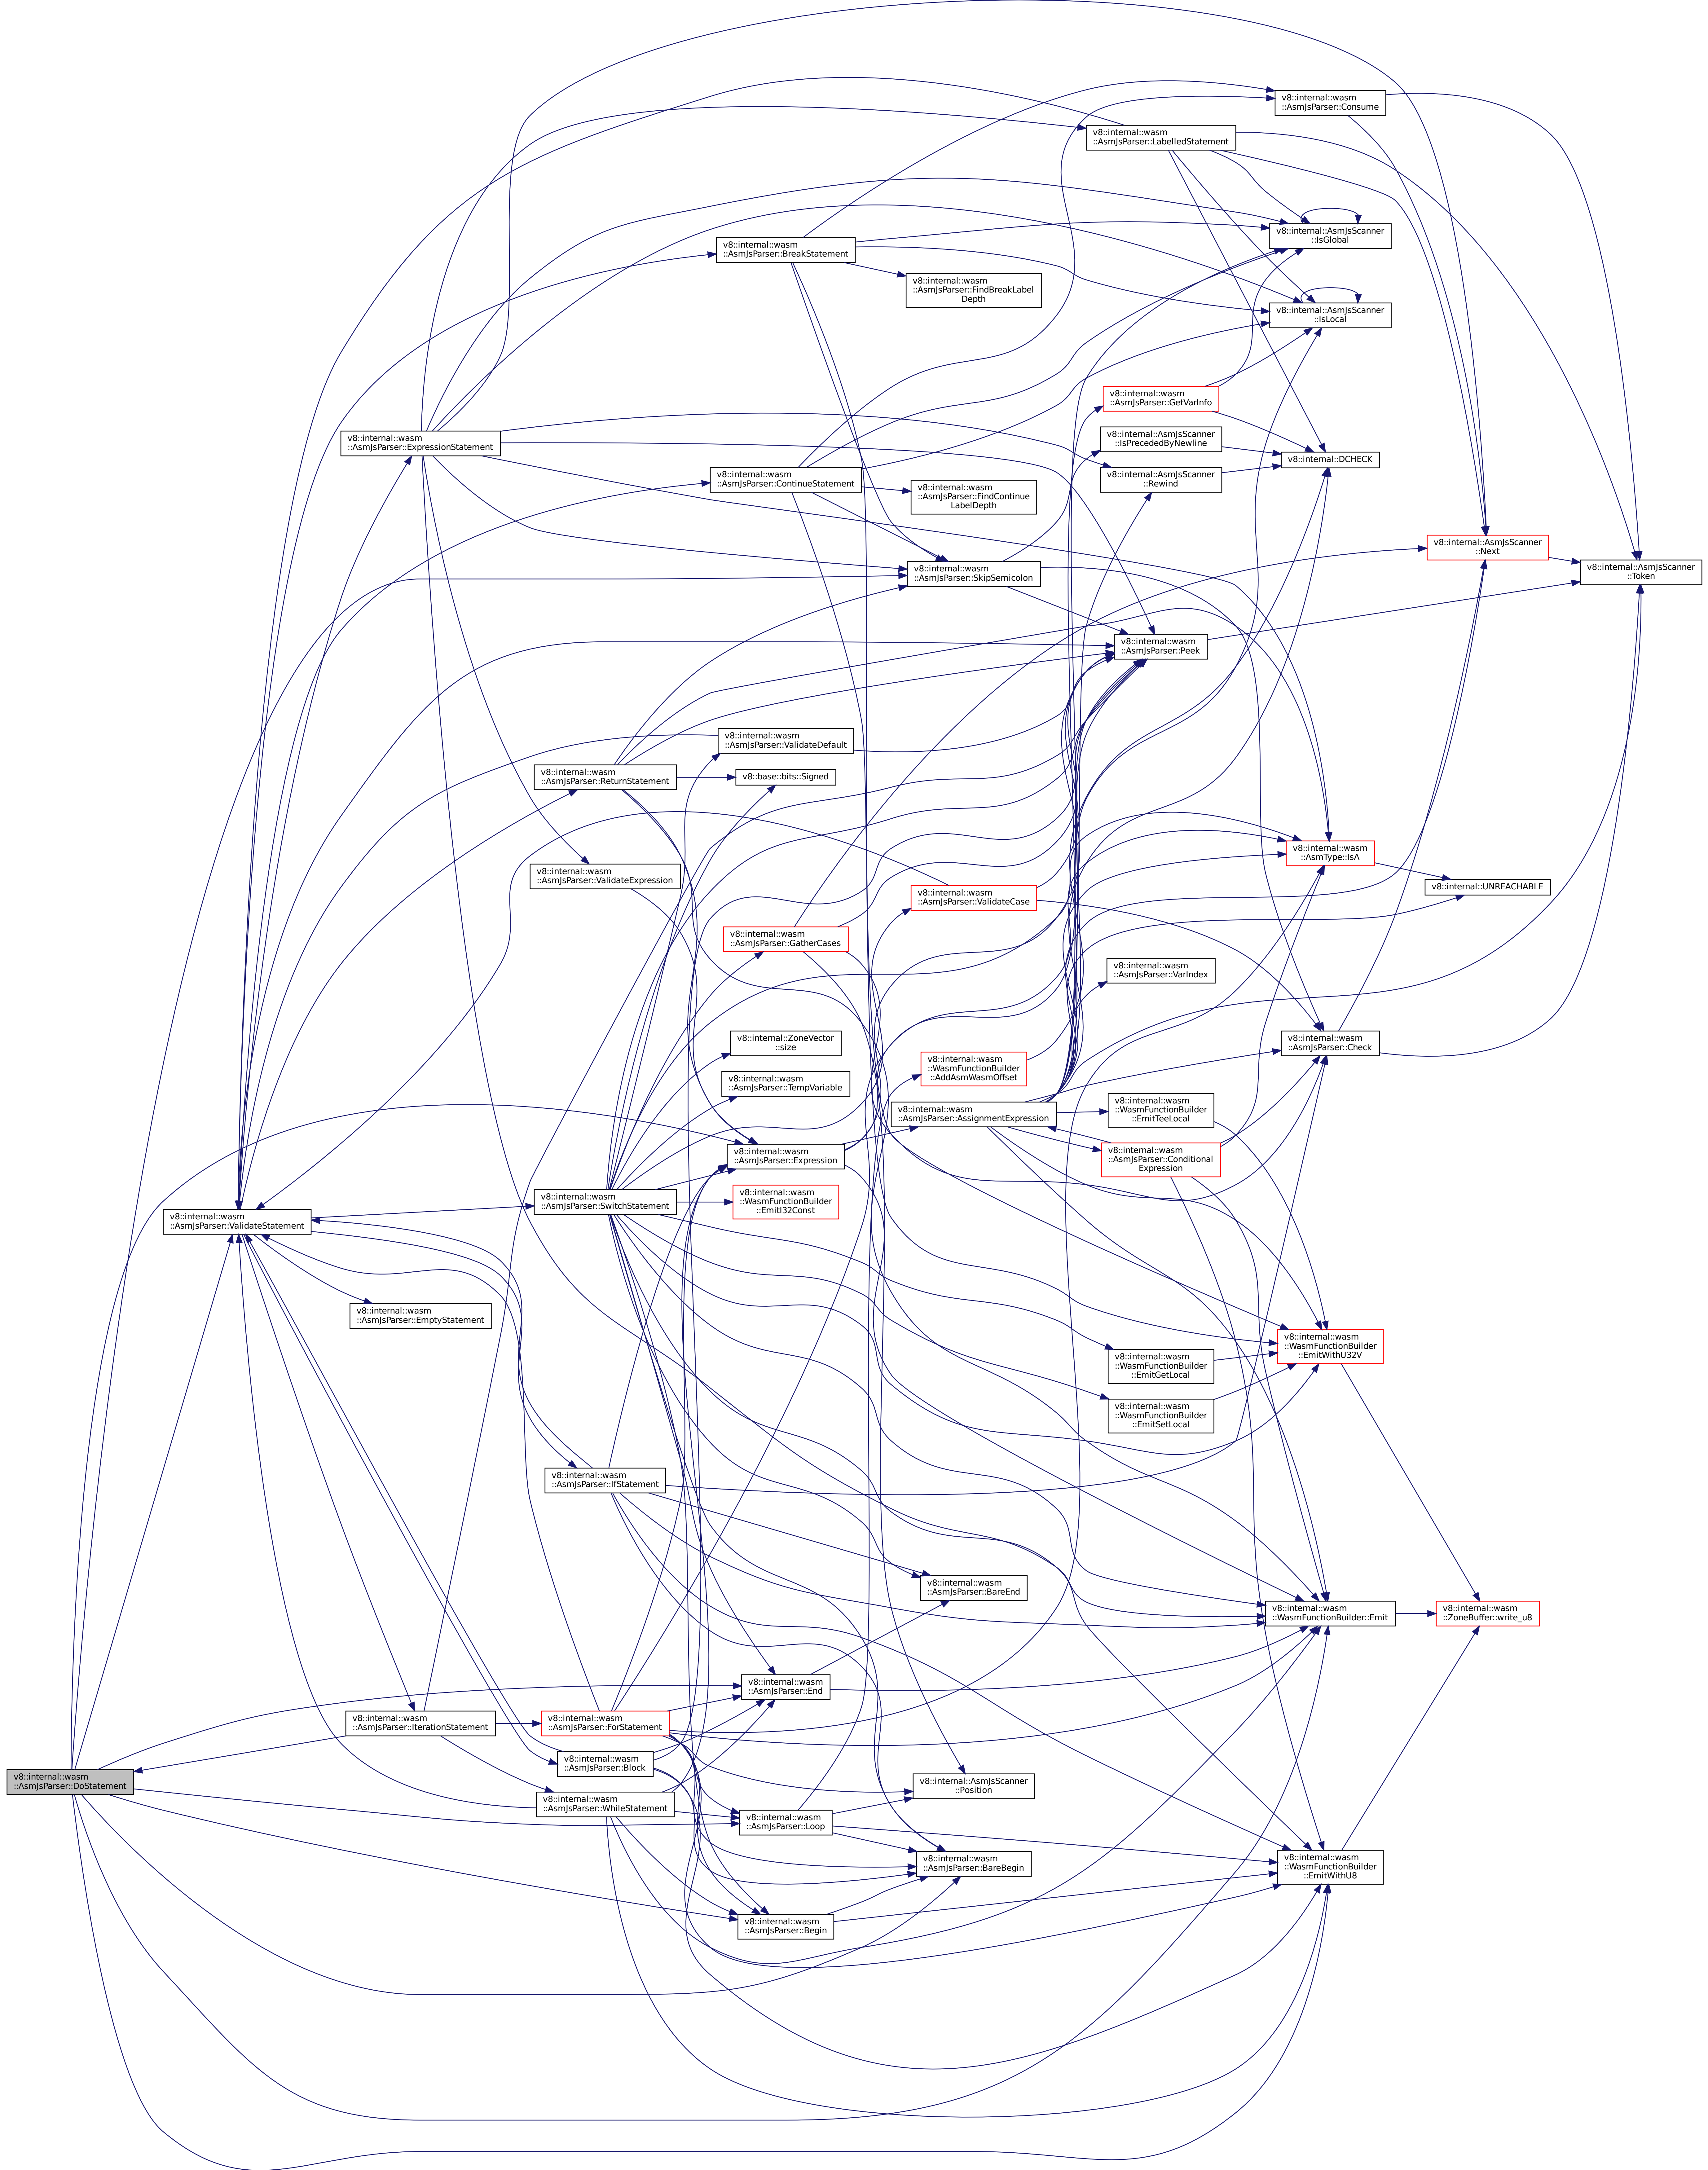 v8::internal::wasm
::AsmJsParser::Consume
v8::internal::wasm
::AsmJsParser::LabelledStatement
v8::internal::AsmJsScanner
::IsGlobal
v8::internal::wasm
::AsmJsParser::BreakStatement
v8::internal::wasm
::AsmJsParser::FindBreakLabel
Depth
v8::internal::AsmJsScanner
::IsLocal
v8::internal::wasm
::AsmJsParser::GetVarInfo
v8::internal::wasm
::AsmJsParser::ExpressionStatement
v8::internal::AsmJsScanner
::IsPrecededByNewline
v8::internal::DCHECK
v8::internal::wasm
::AsmJsParser::ContinueStatement
v8::internal::AsmJsScanner
::Rewind
v8::internal::wasm
::AsmJsParser::FindContinue
LabelDepth
v8::internal::AsmJsScanner
::Next
v8::internal::wasm
::AsmJsParser::SkipSemicolon
v8::internal::AsmJsScanner
::Token
v8::internal::wasm
::AsmJsParser::Peek
v8::internal::wasm
::AsmJsParser::ValidateDefault
v8::internal::wasm
::AsmJsParser::ReturnStatement
v8::base::bits::Signed
v8::internal::wasm
::AsmType::IsA
v8::internal::wasm
::AsmJsParser::ValidateExpression
v8::internal::UNREACHABLE
v8::internal::wasm
::AsmJsParser::ValidateCase
v8::internal::wasm
::AsmJsParser::GatherCases
v8::internal::wasm
::AsmJsParser::VarIndex
v8::internal::ZoneVector
::size
v8::internal::wasm
::AsmJsParser::Check
v8::internal::wasm
::WasmFunctionBuilder
::AddAsmWasmOffset
v8::internal::wasm
::AsmJsParser::TempVariable
v8::internal::wasm
::AsmJsParser::AssignmentExpression
v8::internal::wasm
::WasmFunctionBuilder
::EmitTeeLocal
v8::internal::wasm
::AsmJsParser::Expression
v8::internal::wasm
::AsmJsParser::Conditional
Expression
v8::internal::wasm
::AsmJsParser::SwitchStatement
v8::internal::wasm
::WasmFunctionBuilder
::EmitI32Const
v8::internal::wasm
::AsmJsParser::ValidateStatement
v8::internal::wasm
::AsmJsParser::EmptyStatement
v8::internal::wasm
::WasmFunctionBuilder
::EmitWithU32V
v8::internal::wasm
::WasmFunctionBuilder
::EmitGetLocal
v8::internal::wasm
::WasmFunctionBuilder
::EmitSetLocal
v8::internal::wasm
::AsmJsParser::IfStatement
v8::internal::wasm
::AsmJsParser::BareEnd
v8::internal::wasm
::WasmFunctionBuilder::Emit
v8::internal::wasm
::ZoneBuffer::write_u8
v8::internal::wasm
::AsmJsParser::End
v8::internal::wasm
::AsmJsParser::IterationStatement
v8::internal::wasm
::AsmJsParser::ForStatement
v8::internal::wasm
::AsmJsParser::Block
v8::internal::wasm
::AsmJsParser::DoStatement
v8::internal::AsmJsScanner
::Position
v8::internal::wasm
::AsmJsParser::WhileStatement
v8::internal::wasm
::AsmJsParser::Loop
v8::internal::wasm
::AsmJsParser::BareBegin
v8::internal::wasm
::WasmFunctionBuilder
::EmitWithU8
v8::internal::wasm
::AsmJsParser::Begin